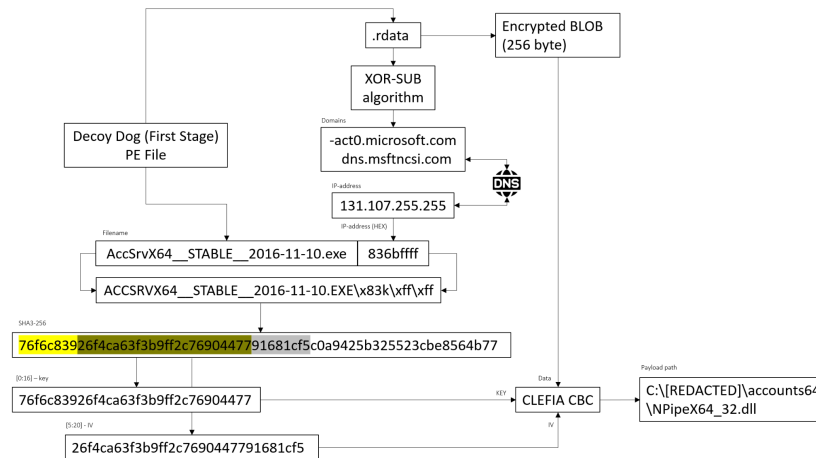 .rdata
Encrypted BLOB
(256 byte)
XOR-SUB
algorithm
Decoy Dog (First Stage)
PE File
Domains
-act0.microsoft.com
dns.msftncsi.com
DNS
IP-address
131.107.255.255
IP-address (HEX)
Filename
AccSrvX64__STABLE__2016-11-10.exe
836bffff
ACCSRVX64__STABLE__2016-11-10.EXE\x83k\xff\xff
SHA3-256
76f6c83926f4ca63f3b9ff2c7690447791681cf5c0a9425b325523cbe8564b77
[0:16] – key
76f6c83926f4ca63f3b9ff2c76904477
KEY
Data
CLEFIA CBC
IV
Payload path
C:\[REDACTED]\accounts64
\NPipeX64_32.dll
[5:20] - IV
26f4ca63f3b9ff2c7690447791681cf5